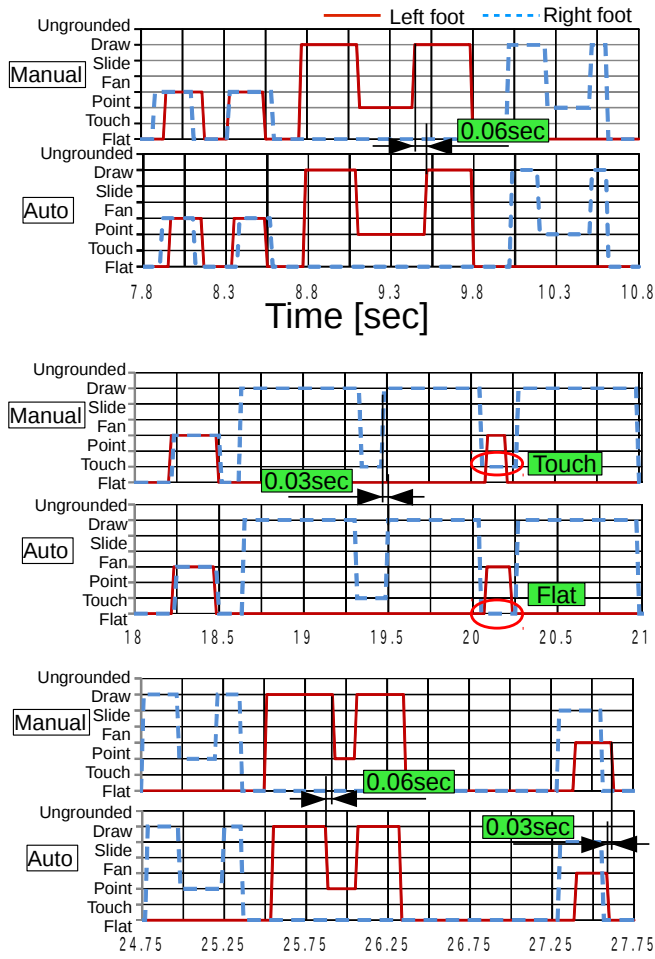 Left foot
Right foot
Ungrounded
Draw
Slide
Fan
Point
Touch
Flat
Manual
0.06sec
Ungrounded
Draw
Slide
Fan
Point
Touch
Flat
Auto
7.8 8.3 8.8 9.3 9.8 10.3 10.8
Time [sec]
Ungrounded
Draw
Slide
Fan
Point
Touch
Flat
Manual
Touch
0.03sec
Ungrounded
Draw
Slide
Fan
Point
Touch
Flat
Auto
Flat
18 18.5 19 19.5 20 20.5 21
Ungrounded
Draw
Slide
Fan
Point
Touch
Flat
Manual
0.06sec
Ungrounded
Draw
Slide
Fan
Point
Touch
Flat
Auto
0.03sec
24.75 25.25 25.75 26.25 26.75 27.25 27.75